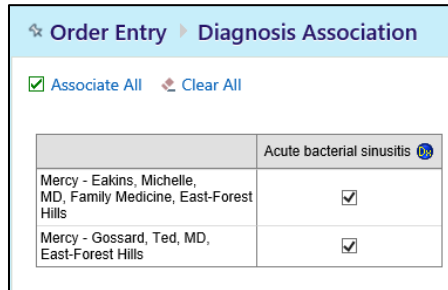 Order Entry Diagnosis Association
Associate All Clear All
Acute bacterial sinusitis Dx
Mercy - Eakins, Michelle,
MD, Family Medicine, East-Forest
Hills
Mercy - Gossard, Ted, MD,
East-Forest Hills